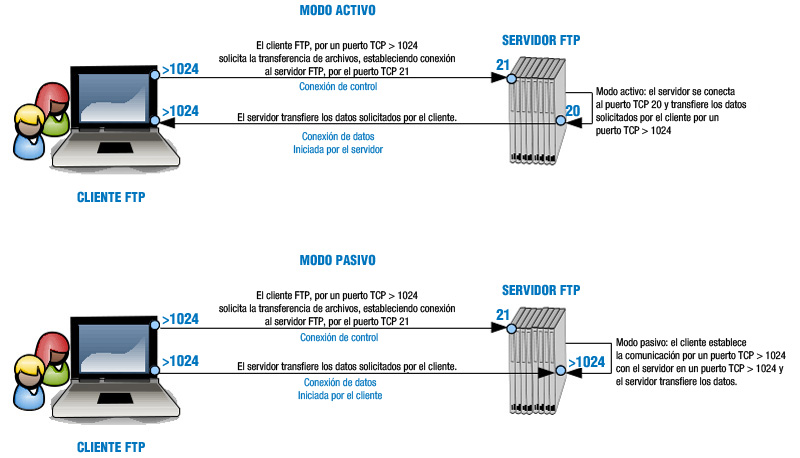 MODO ACTIVO
El cliente FTP, por un puerto TCP > 1024
solicita la transferencia de archivos, estableciendo conexión
al servidor FTP, por el puerto TCP 21
Conexión de control
SERVIDOR FTP
>1024
21
>1024
El servidor transfiere los datos solicitados por el cliente.
20
Conexión de datos
Iniciada por el servidor
Modo activo: el servidor se conecta
al puerto TCP 20 y transfiere los datos
solicitados por el cliente por un
puerto TCP > 1024
CLIENTE FTP
MODO PASIVO
El cliente FTP, por un puerto TCP > 1024
solicita la transferencia de archivos, estableciendo conexión
al servidor FTP, por el puerto TCP 21
Conexión de control
SERVIDOR FTP
>1024
21
>1024
El servidor transfiere los datos solicitados por el cliente.
>1024
Conexión de datos
Iniciada por el cliente
Modo pasivo: el cliente establece
la comunicación por un puerto TCP > 1024
con el servidor en un puerto TCP > 1024 y
el servidor transfiere los datos.
CLIENTE FTP